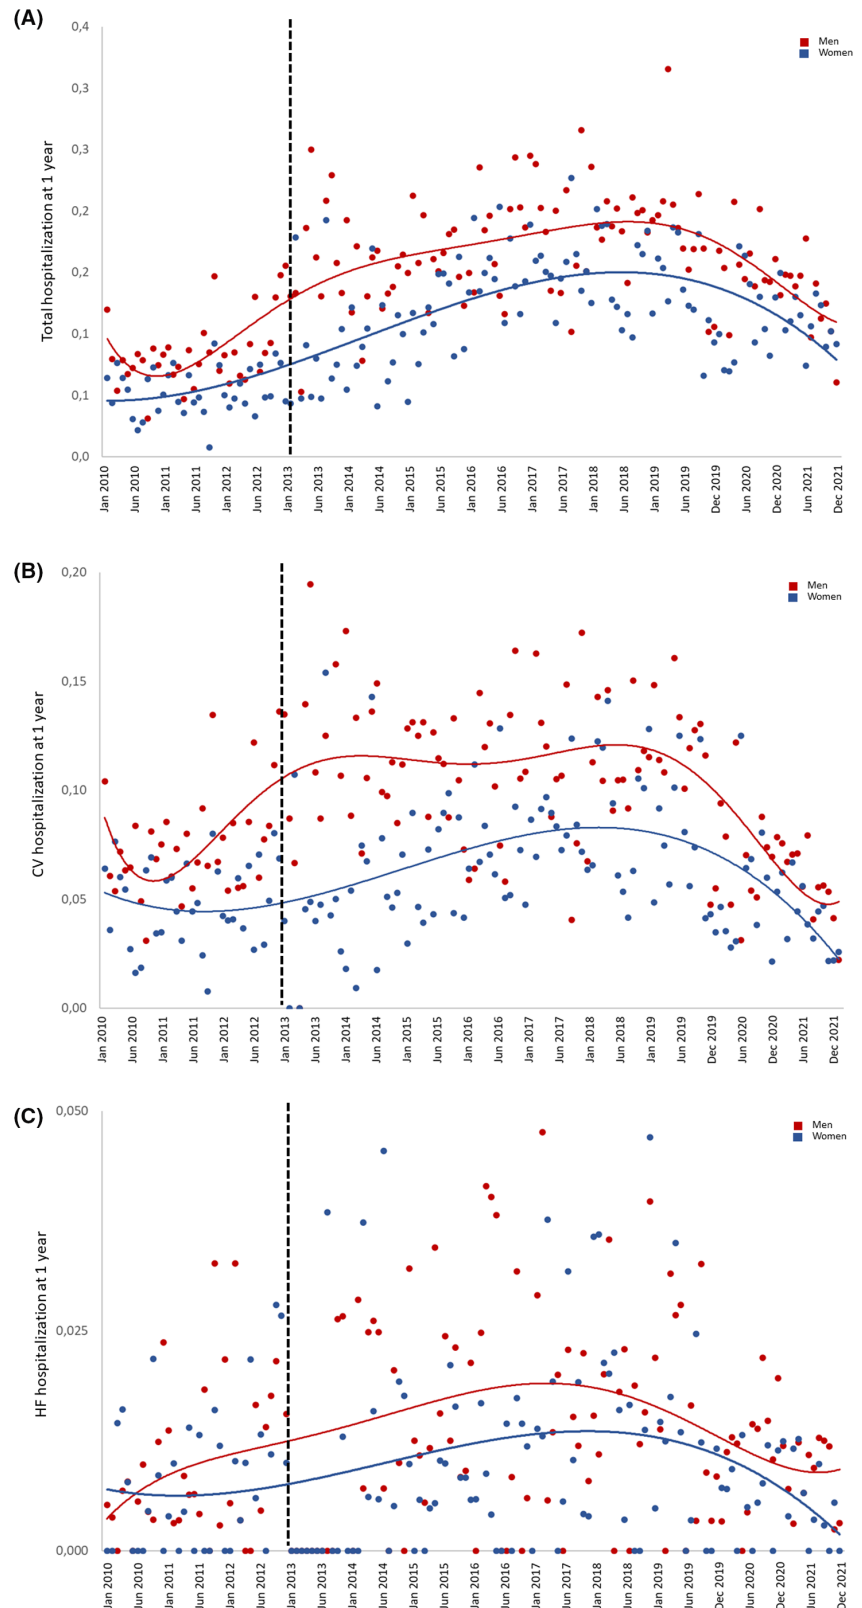 (A)
Total hospitalization at 1 year
0,4
0,3
0,3
0,2
0,2
0,1
0,1
0,0
Men
Women
Jan 2010
Jun 2010
Jan 2011
Jun 2011
Jan 2012
Jun 2012
Jan 2013
Jun 2013
Jan 2014
Jun 2014
Jan 2015
Jun 2015
Jan 2016
Jun 2016
Jan 2017
Jun 2017
Jan 2018
Jun 2018
Jan 2019
Jun 2019
Dec 2019
Jun 2020
Dec 2020
Jun 2021
Dec 2021
(B)
CV hospitalization at 1 year
0,20
0,15
0,10
0,05
0,00
Men
Women
Jan 2010
Jun 2010
Jan 2011
Jun 2011
Jan 2012
Jun 2012
Jan 2013
Jun 2013
Jan 2014
Jun 2014
Jan 2015
Jun 2015
Jan 2016
Jun 2016
Jan 2017
Jun 2017
Jan 2018
Jun 2018
Jan 2019
Jun 2019
Dec 2019
Jun 2020
Dec 2020
Jun 2021
Dec 2021
(C)
HF hospitalization at 1 year
0,050
0,025
0,000
Men
Women
Jan 2010
Jun 2010
Jan 2011
Jun 2011
Jan 2012
Jun 2012
Jan 2013
Jun 2013
Jan 2014
Jun 2014
Jan 2015
Jun 2015
Jan 2016
Jun 2016
Jan 2017
Jun 2017
Jan 2018
Jun 2018
Jan 2019
Jun 2019
Dec 2019
Jun 2020
Dec 2020
Jun 2021
Dec 2021